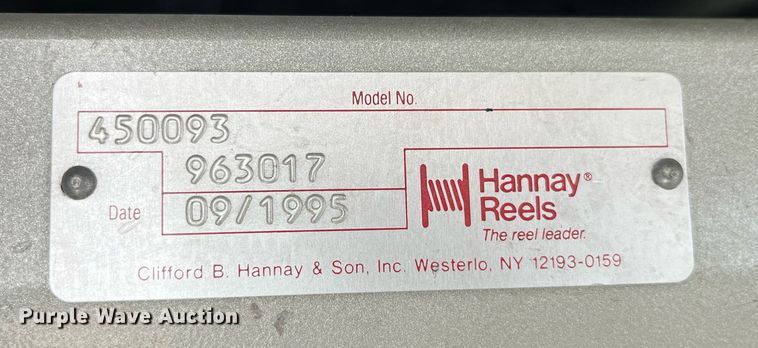 Model No.
450093
963017
Date 09/1995
Hannay®
Reels
The reel leader.
Clifford B. Hannay & Son, Inc. Westerlo, NY 12193-0159
Purple Wave Auction